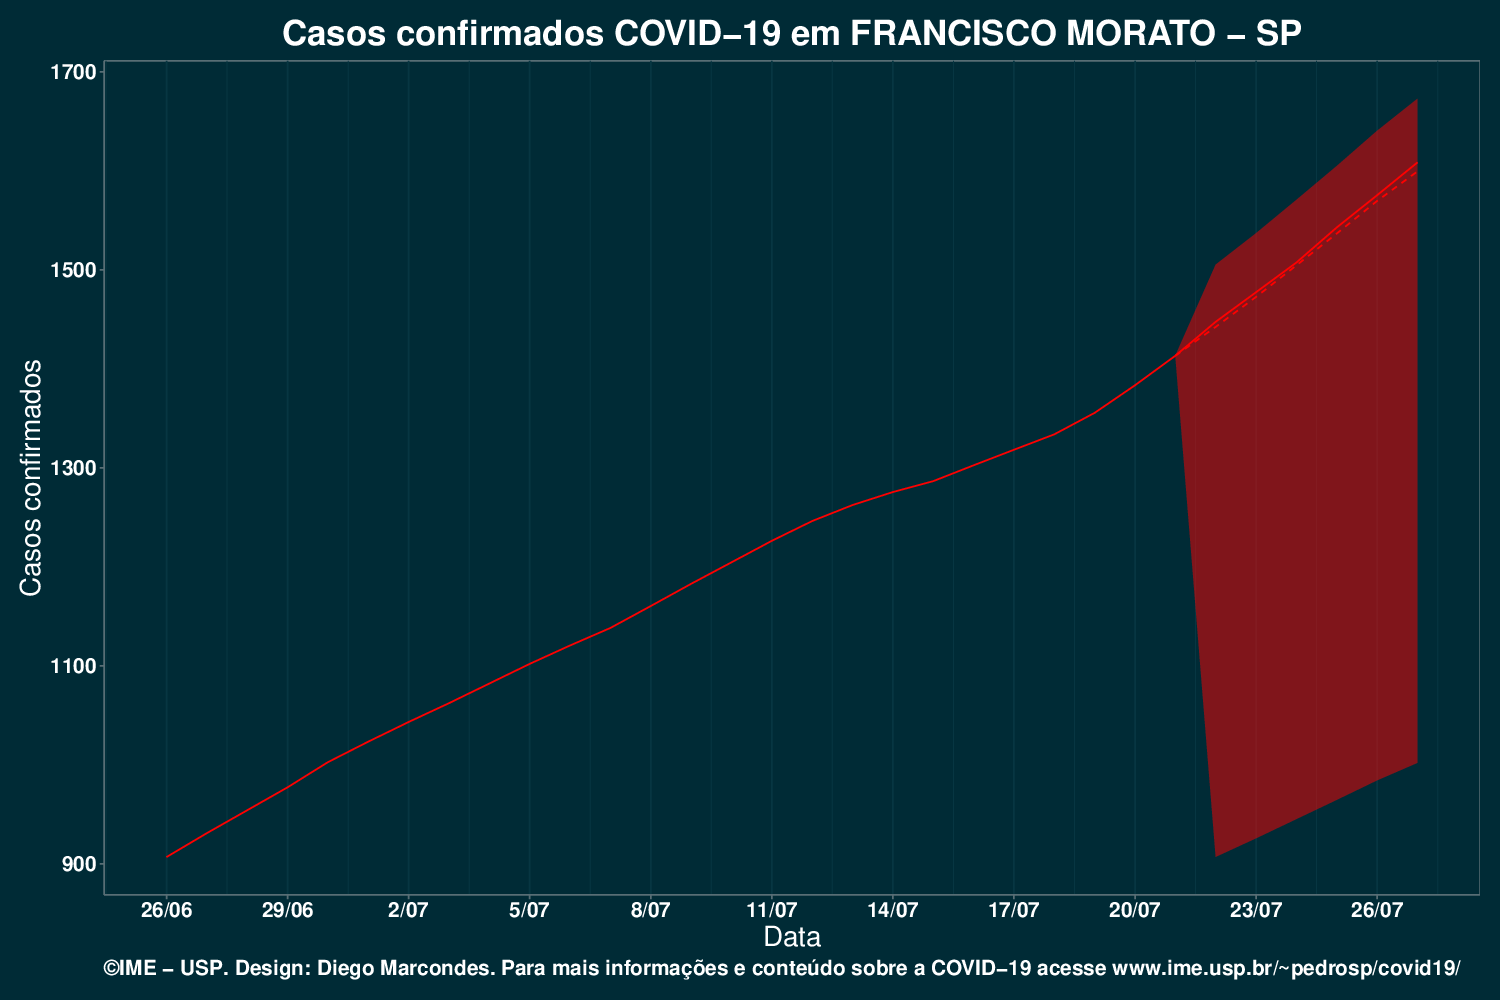 Casos confirmados COVID−19 em FRANCISCO MORATO − SP
1700
1500
1300
1100
900
Casos confirmados
26/06 29/06 2/07 5/07 8/07 11/07 14/07 17/07 20/07 23/07 26/07
Data
©IME − USP. Design: Diego Marcondes. Para mais informações e conteúdo sobre a COVID−19 acesse www.ime.usp.br/~pedrosp/covid19/